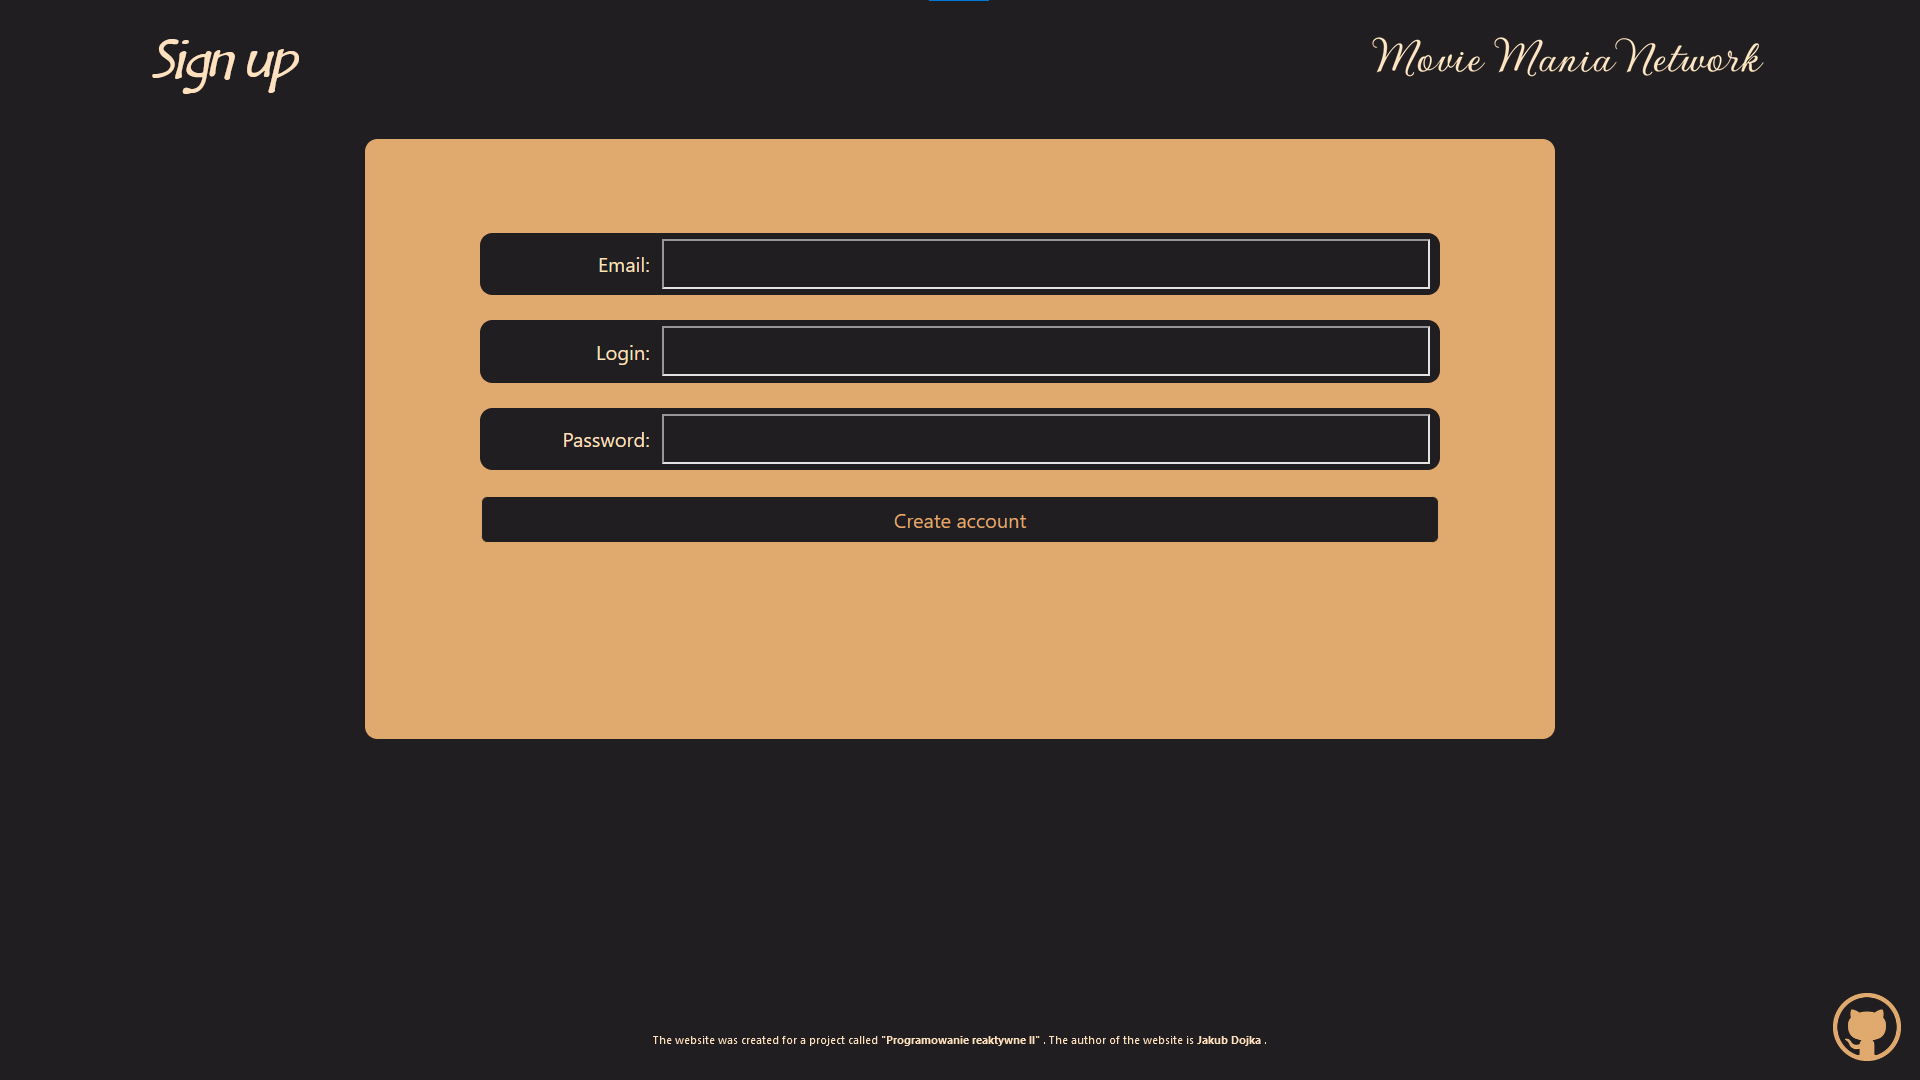 Sign up
Movie Mania Network
Email:
Login:
Password:
Create account
The website was created for a project called "Programowanie reaktywne II" . The author of the website is Jakub Dojka .